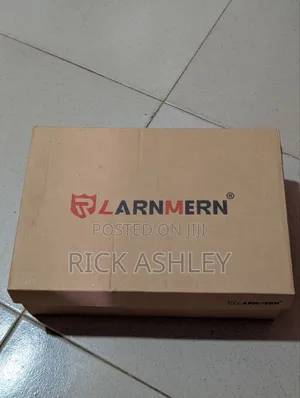 LARNMERN®
POSTED ON JIJI
RICK ASHLEY
LARNMERN